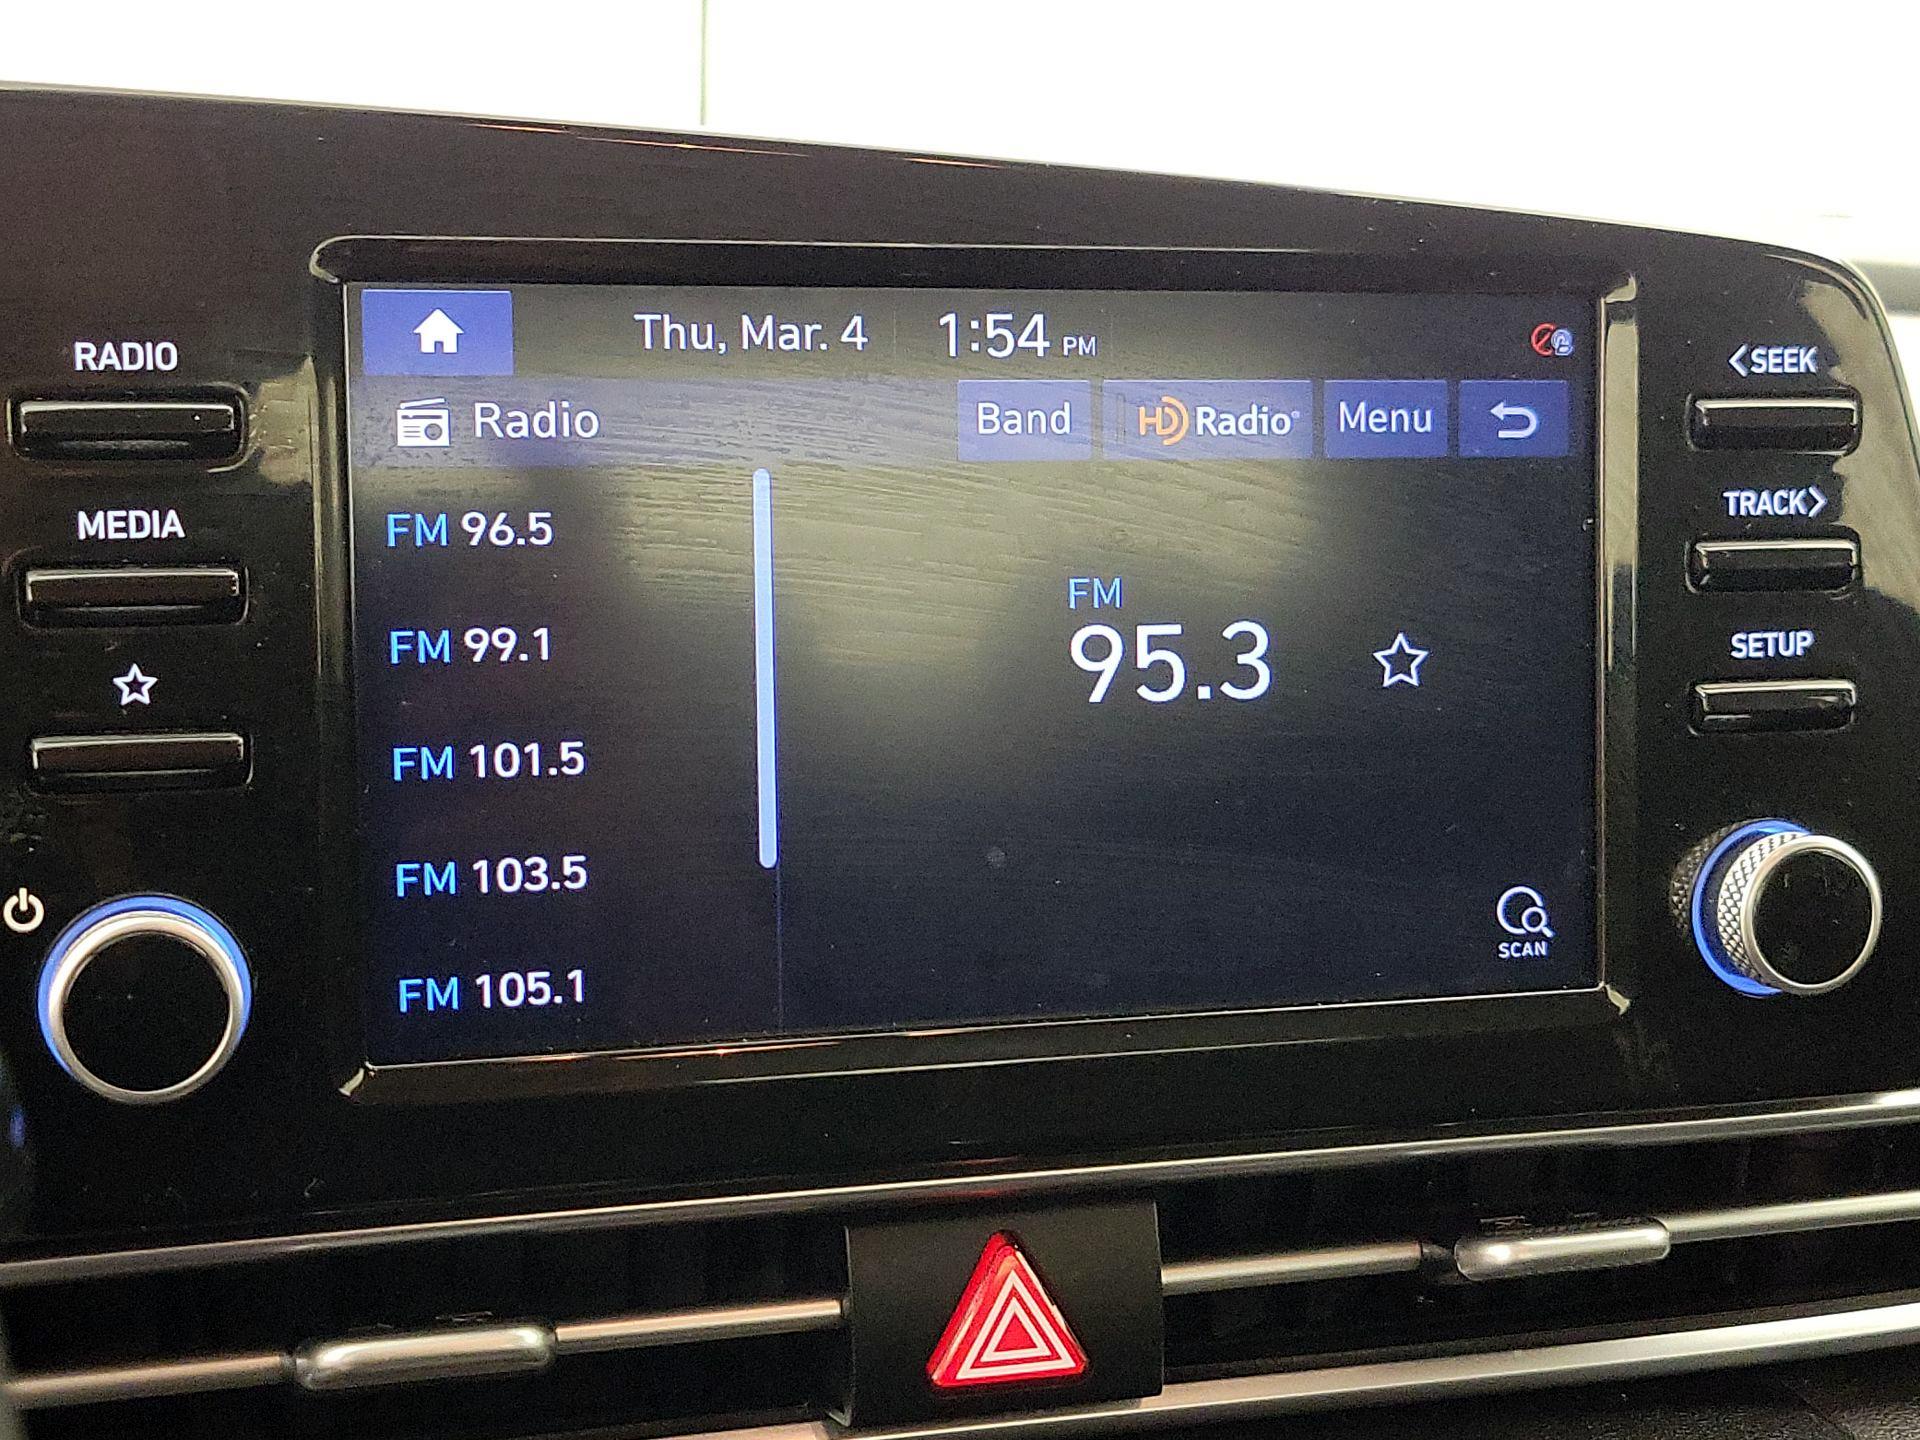 Thu, Mar. 4 1:54 PM
Radio Band HD Radio® Menu
FM 96.5
FM 99.1
FM 101.5
FM 103.5
FM 105.1
FM
95.3
SCAN
RADIO
MEDIA
<SEEK
TRACK>
SETUP